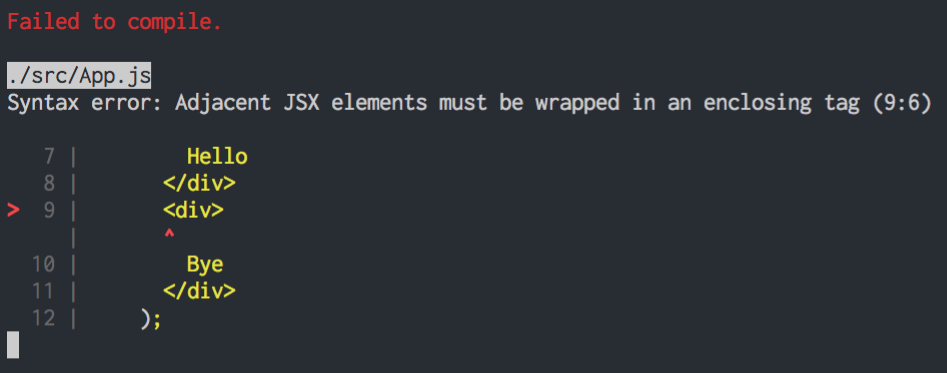 Failed to compile.
./src/App.js
Syntax error: Adjacent JSX elements must be wrapped in an enclosing tag (9:6)
7 | Hello
8 | </div>
> 9 | <div>
| ^
10 | Bye
11 | </div>
12 | );